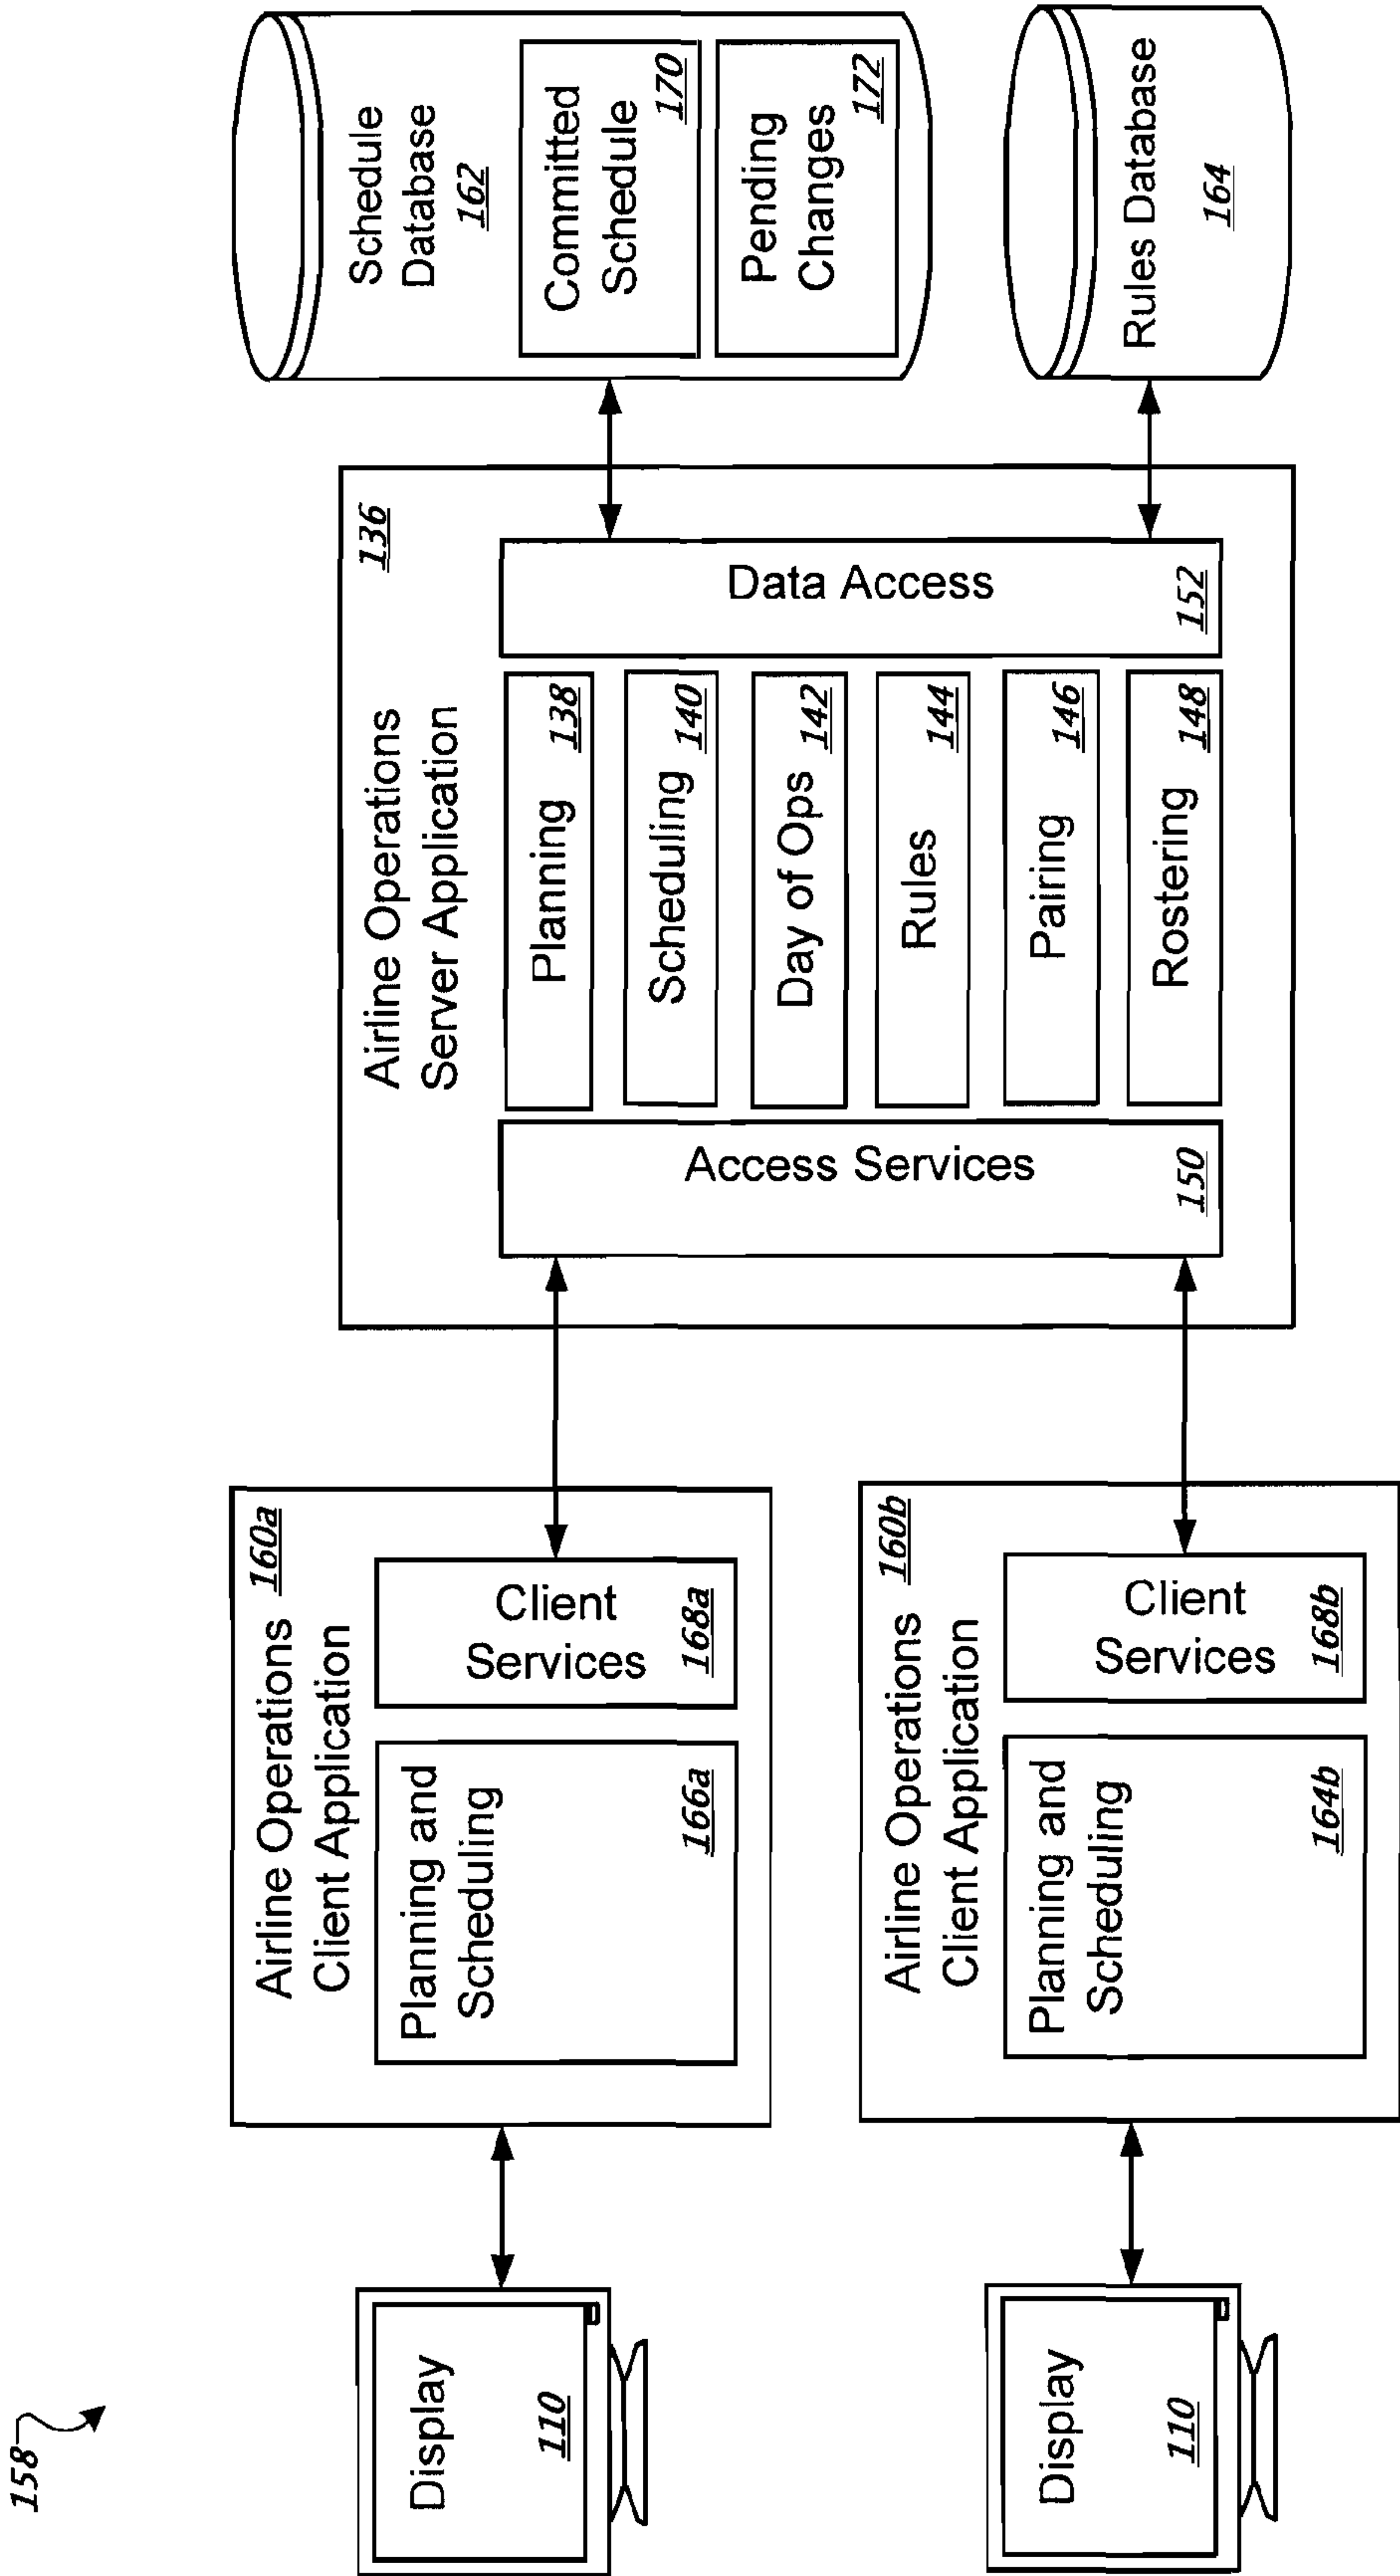 158
Display
110
Airline Operations
Client Application
160a
Planning and
Scheduling
166a
Client
Services
168a
Display
110
Airline Operations
Client Application
160b
Planning and
Scheduling
164b
Client
Services
168b
Airline Operations
Server Application
136
Access Services
150
Planning
138
Scheduling
140
Day of Ops
142
Rules
144
Pairing
146
Rostering
148
Data Access
152
Schedule
Database
162
Committed
Schedule
170
Pending
Changes
172
Rules Database
164